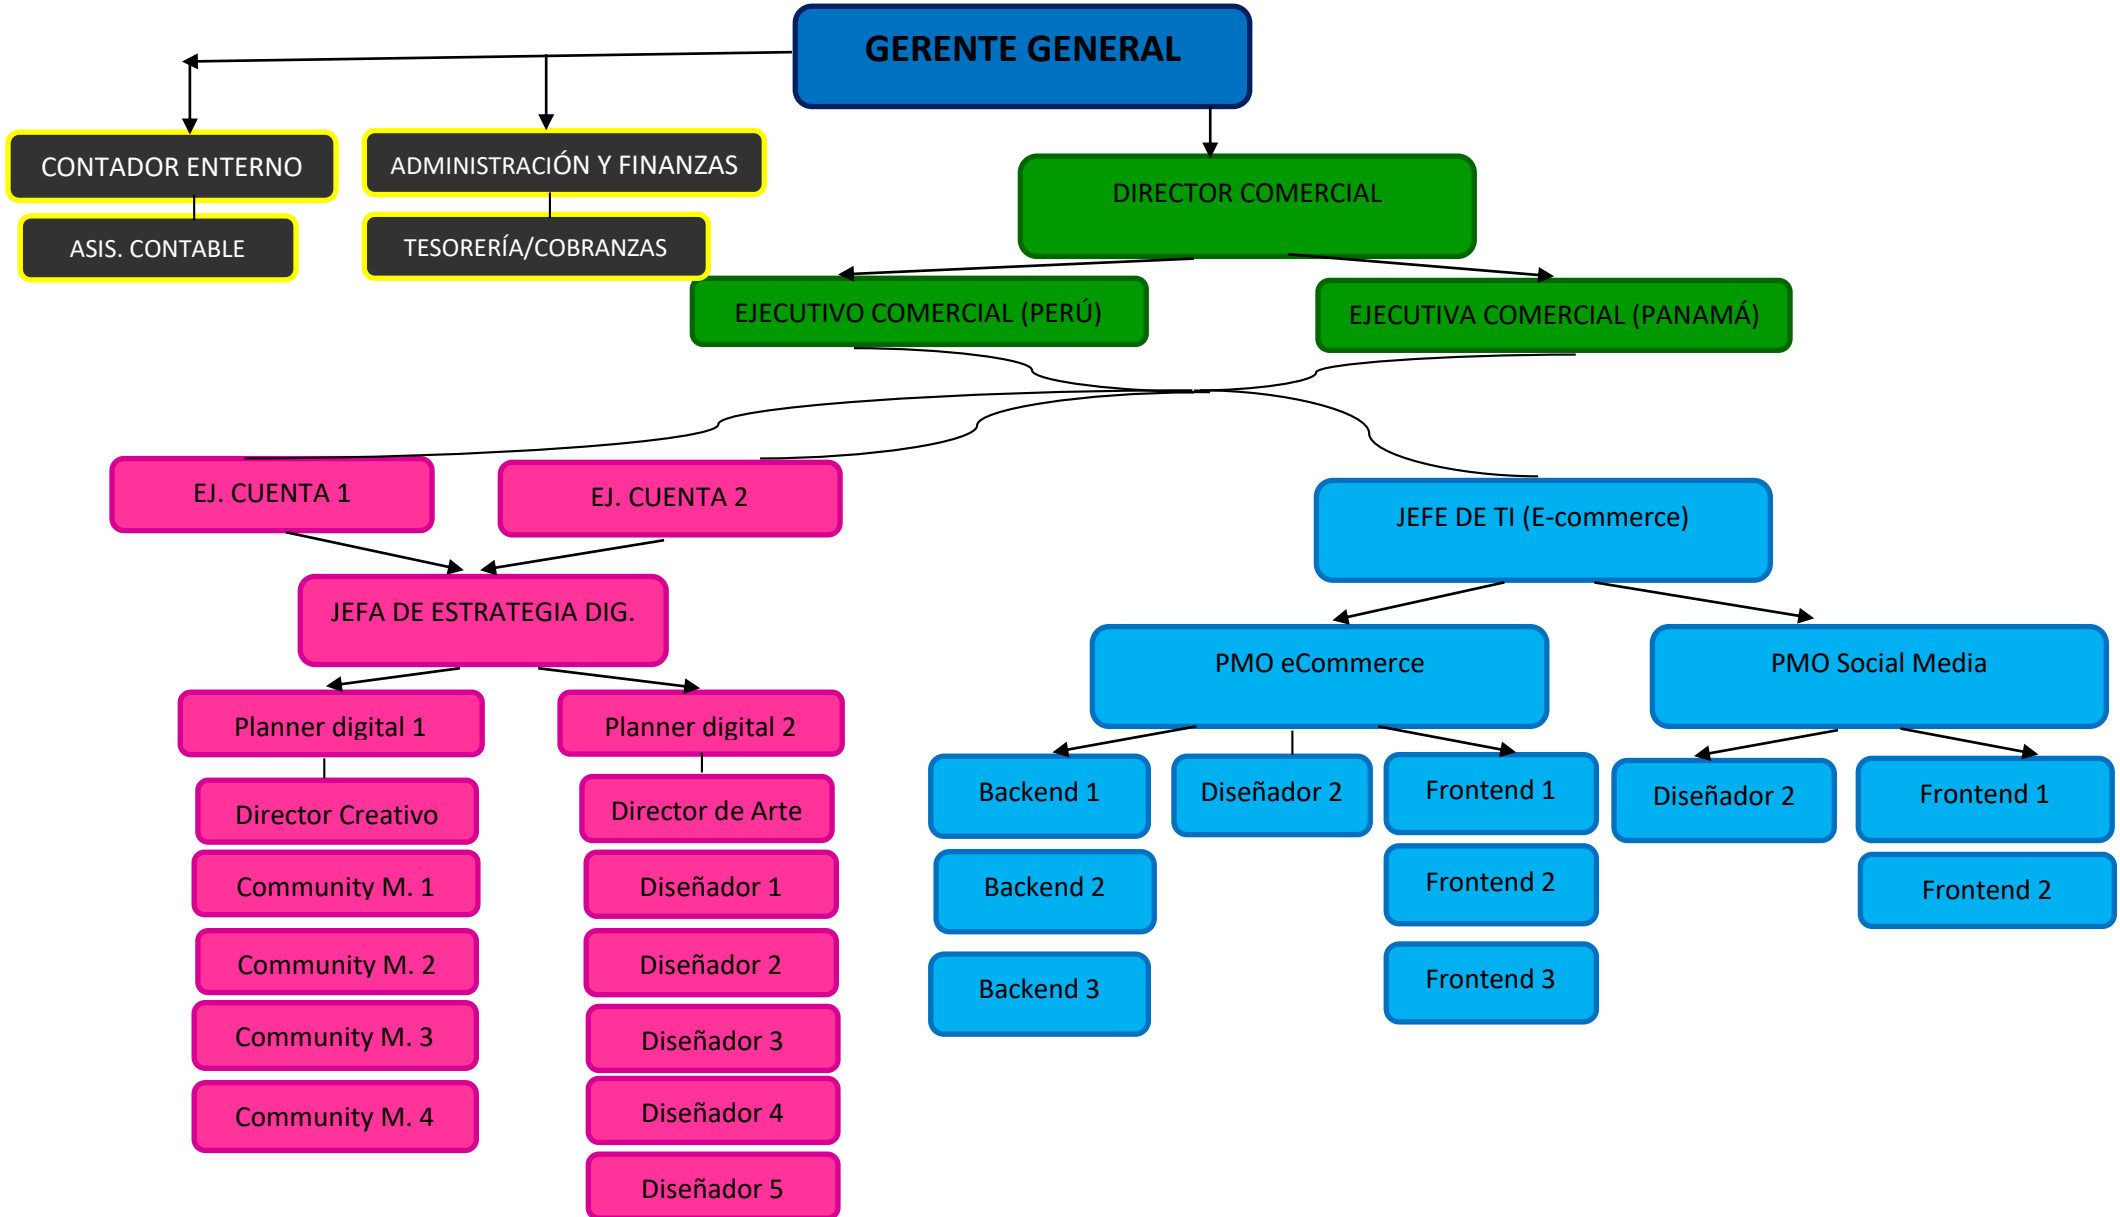 GERENTE GENERAL
CONTADOR ENTERNO
ADMINISTRACIÓN Y FINANZAS
DIRECTOR COMERCIAL
ASIS. CONTABLE
TESORERÍA/COBRANZAS
EJECUTIVO COMERCIAL (PERÚ)
EJECUTIVA COMERCIAL (PANAMÁ)
EJ. CUENTA 1
EJ. CUENTA 2
JEFE DE TI (E-commerce)
JEFA DE ESTRATEGIA DIG.
PMO eCommerce
PMO Social Media
Planner digital 1
Planner digital 2
Backend 1
Diseñador 2
Frontend 1
Diseñador 2
Frontend 1
Director Creativo
Director de Arte
Community M. 1
Diseñador 1
Backend 2
Frontend 2
Frontend 2
Community M. 2
Diseñador 2
Backend 3
Frontend 3
Community M. 3
Diseñador 3
Community M. 4
Diseñador 4
Diseñador 5